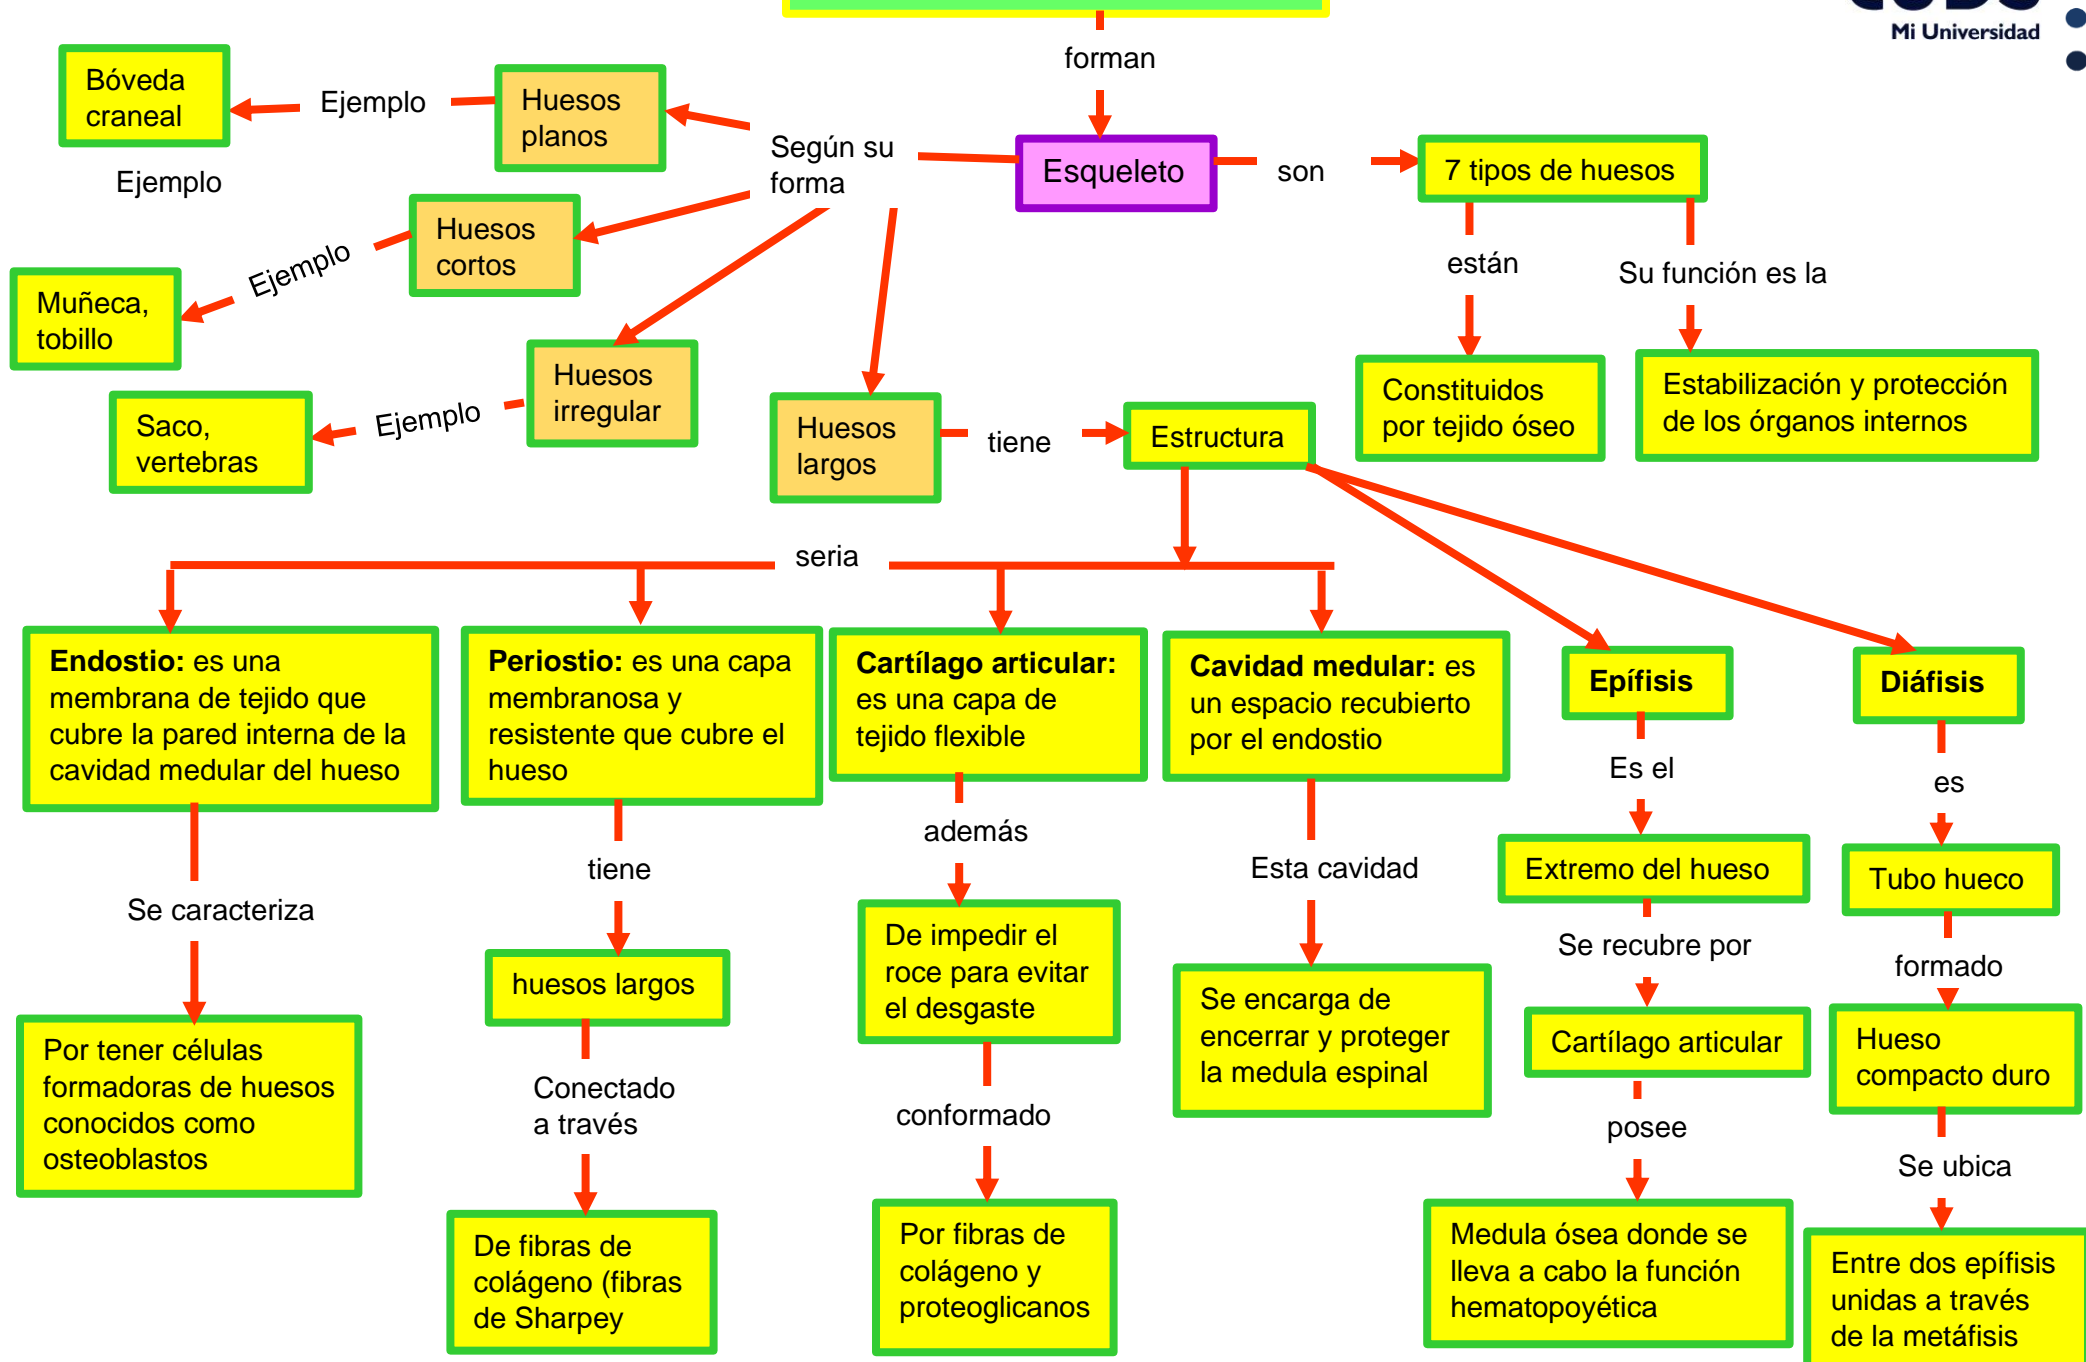 Mi Universidad
forman
Bóveda
craneal
Ejemplo
Huesos
planos
Según su
forma
Esqueleto
son
7 tipos de huesos
Ejemplo
Huesos
cortos
Ejemplo
Muñeca,
tobillo
están
Su función es la
Huesos
irregular
Ejemplo
Saco,
vertebras
Huesos
largos
tiene
Estructura
Constituidos
por tejido óseo
Estabilización y protección
de los órganos internos
seria
Endostio: es una
membrana de tejido que
cubre la pared interna de la
cavidad medular del hueso
Periostio: es una capa
membranosa y
resistente que cubre el
hueso
Cartílago articular:
es una capa de
tejido flexible
Cavidad medular: es
un espacio recubierto
por el endostio
Epífisis
Diáfisis
Se caracteriza
tiene
además
Esta cavidad
Es el
es
Extremo del hueso
Tubo hueco
Por tener células
formadoras de huesos
conocidos como
osteoblastos
huesos largos
De impedir el
roce para evitar
el desgaste
Se encarga de
encerrar y proteger
la medula espinal
Se recubre por
formado
Cartílago articular
Hueso
compacto duro
Conectado
a través
conformado
posee
Se ubica
De fibras de
colágeno (fibras
de Sharpey
Por fibras de
colágeno y
proteoglicanos
Medula ósea donde se
lleva a cabo la función
hematopoyética
Entre dos epífisis
unidas a través
de la metáfisis